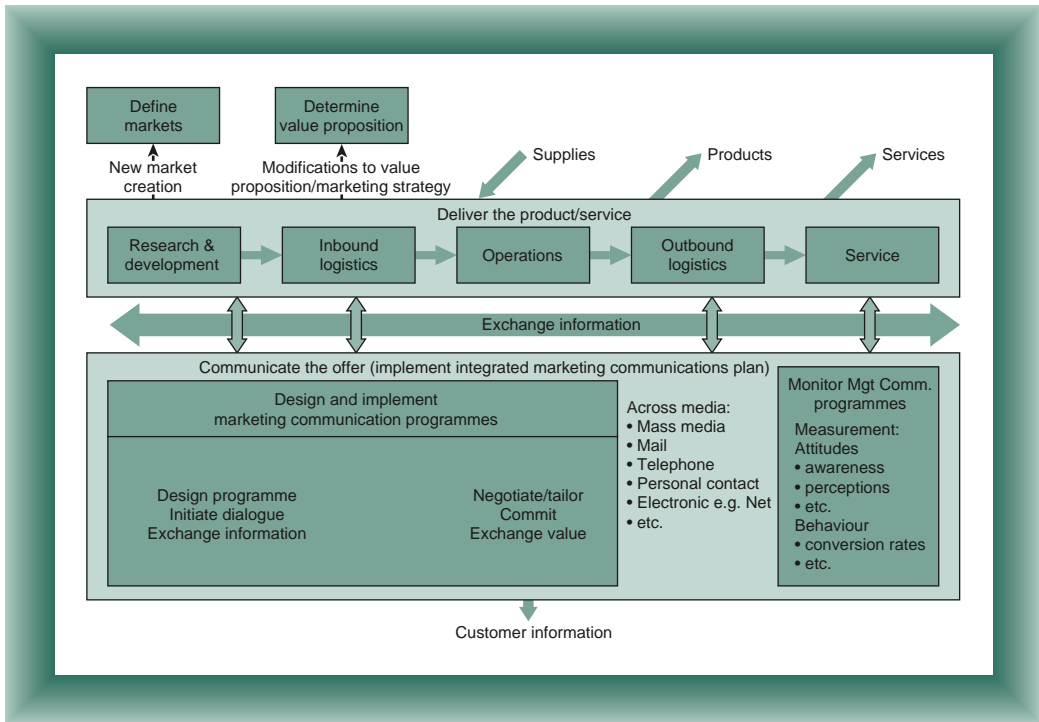 Define
markets
Determine
value proposition
New market
creation
Modifications to value
proposition/marketing strategy
Supplies
Products
Services
Deliver the product/service
Research &
development
Inbound
logistics
Operations
Outbound
logistics
Service
Exchange information
Communicate the offer (implement integrated marketing communications plan)
Design and implement
marketing communication programmes
Design programme
Initiate dialogue
Exchange information
Negotiate/tailor
Commit
Exchange value
Across media:
• Mass media
• Mail
• Telephone
• Personal contact
• Electronic e.g. Net
• etc.
Monitor Mgt Comm.
programmes
Measurement:
Attitudes
• awareness
• perceptions
• etc.
Behaviour
• conversion rates
• etc.
Customer information